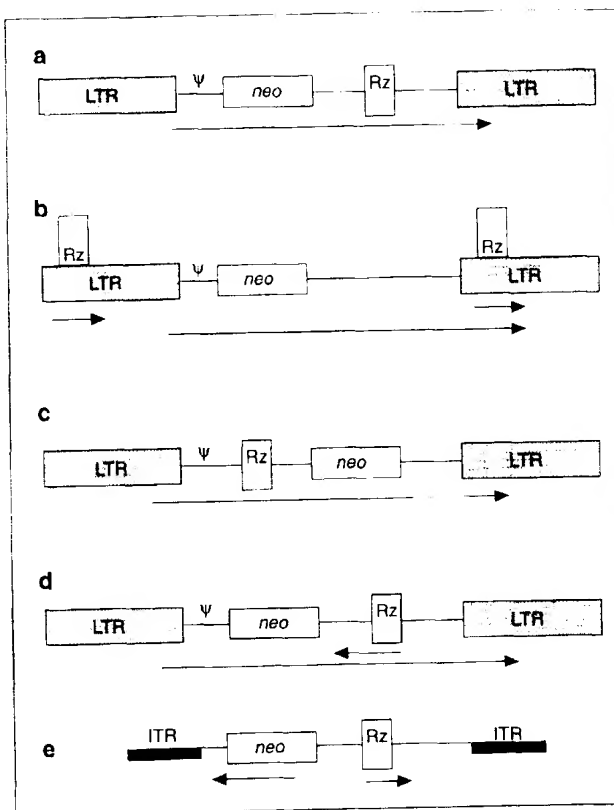 a
LTR Ψ neo Rz LTR
b
Rz Rz
LTR Ψ neo LTR
c
LTR Ψ Rz neo LTR
d
LTR Ψ neo Rz LTR
e
ITR neo Rz ITR